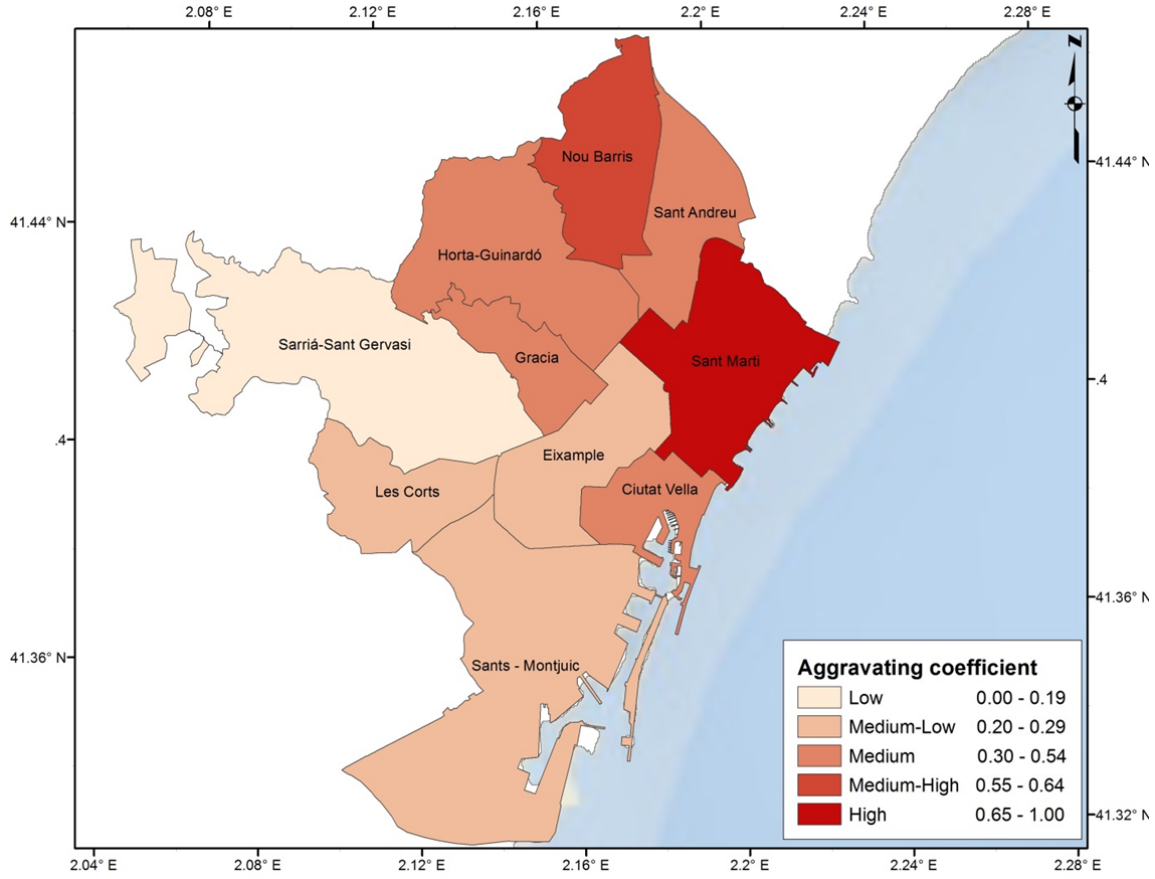 2.08° E 2.12° E 2.16° E 2.2° E 2.24° E 2.28° E
N
Nou Barris
41.44° N
Sant Andreu
41.44° N
Horta-Guinardó
Sarriá-Sant Gervasi
Gracia
Sant Marti
.4
.4
Eixample
Les Corts
Ciutat Vella
41.36° N
41.36° N
Sants - Montjuic
Aggravating coefficient
Low 0.00 - 0.19
Medium-Low 0.20 - 0.29
Medium 0.30 - 0.54
Medium-High 0.55 - 0.64
High 0.65 - 1.00
41.32° N
2.04° E 2.08° E 2.12° E 2.16° E 2.2° E 2.24° E 2.28° E